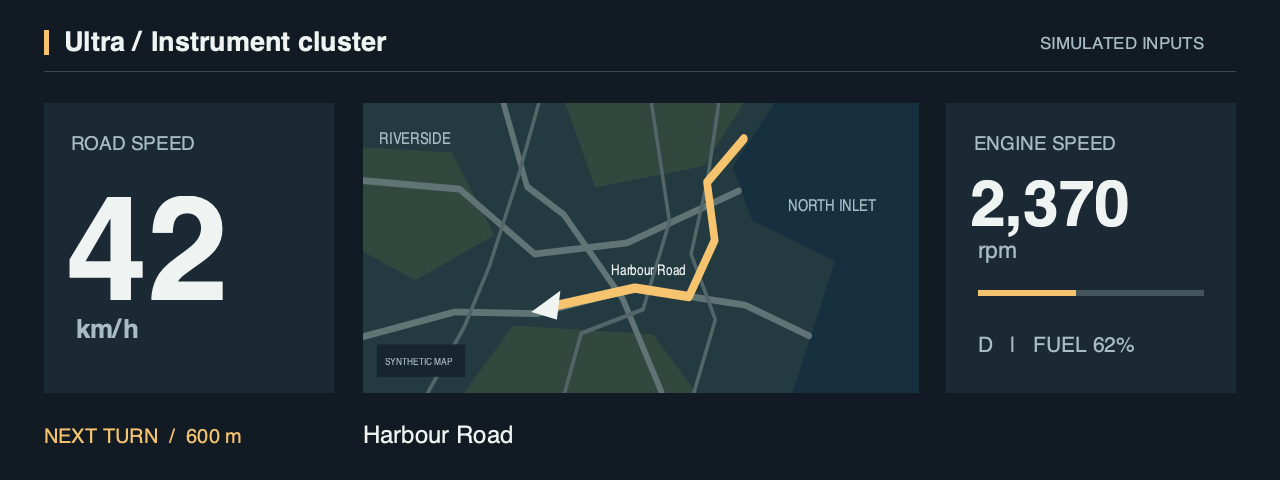 Ultra / Instrument cluster
SIMULATED INPUTS
ROAD SPEED
42
km/h
RIVERSIDE
NORTH INLET
Harbour Road
SYNTHETIC MAP
ENGINE SPEED
2,370
rpm
D | FUEL 62%
NEXT TURN / 600 m
Harbour Road